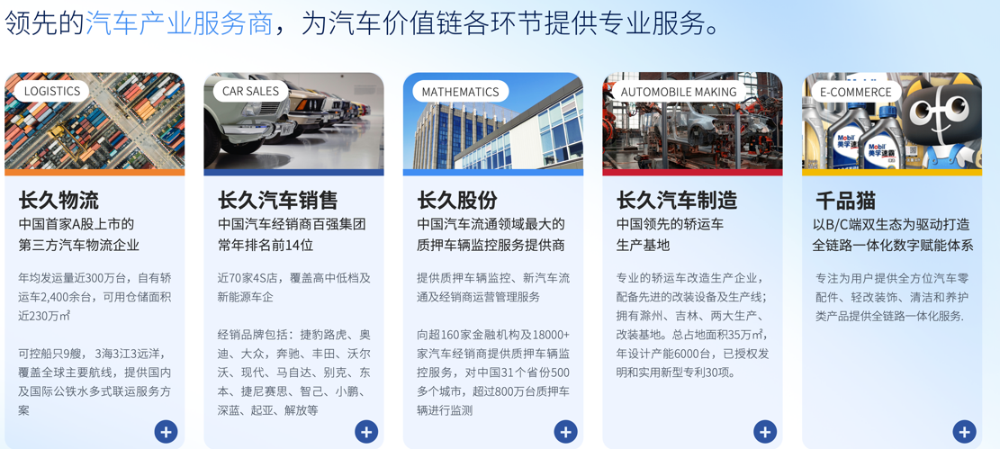 领先的汽车产业服务商，为汽车价值链各环节提供专业服务。
LOGISTICS
长久物流
中国首家A股上市的
第三方汽车物流企业
年均发运量近300万台，自有轿
运车2,400余台，可用仓储面积
近230万㎡
可控船只9艘， 3海3江3远洋，
覆盖全球主要航线，提供国内
及国际公铁水多式联运服务方
案
CAR SALES
长久汽车销售
中国汽车经销商百强集团
常年排名前14位
近70家4S店，覆盖高中低档及
新能源车企
经销品牌包括：捷豹路虎、奥
迪、大众，奔驰、丰田、沃尔
沃、现代、马自达、别克、东
本、捷尼赛思、智己、小鹏、
深蓝、起亚、解放等
MATHEMATICS
长久股份
中国汽车流通领域最大的
质押车辆监控服务提供商
提供质押车辆监控、新汽车流
通及经销商运营管理服务
向超160家金融机构及18000+
家汽车经销商提供质押车辆监
控服务，对中国31个省份500
多个城市，超过800万台质押车
辆进行监测
AUTOMOBILE MAKING
长久汽车制造
中国领先的轿运车
生产基地
专业的轿运车改造生产企业，
配备先进的改装设备及生产线；
拥有滁州、吉林、两大生产、
改装基地。总占地面积35万㎡，
年设计产能6000台，已授权发
明和实用新型专利30项。
E-COMMERCE
Mobil
美孚速霸
Mobil
美孚速霸
千品猫
以B/C端双生态为驱动打造
全链路一体化数字赋能体系
专注为用户提供全方位汽车零
配件、轻改装饰、清洁和养护
类产品提供全链路一体化服务.